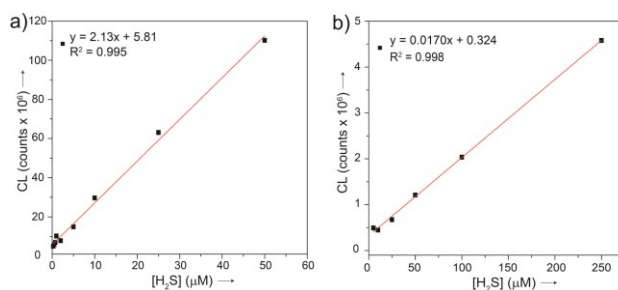 a)
y = 2.13x + 5.81
R² = 0.995
CL (counts x 10⁶) →
120
100
80
60
40
20
0
0 10 20 30 40 50 60
[H₂S] (μM) →
b)
y = 0.0170x + 0.324
R² = 0.998
CL (counts x 10⁶) →
5
4
3
2
1
0
0 50 100 150 200 250
[H₂S] (μM) →